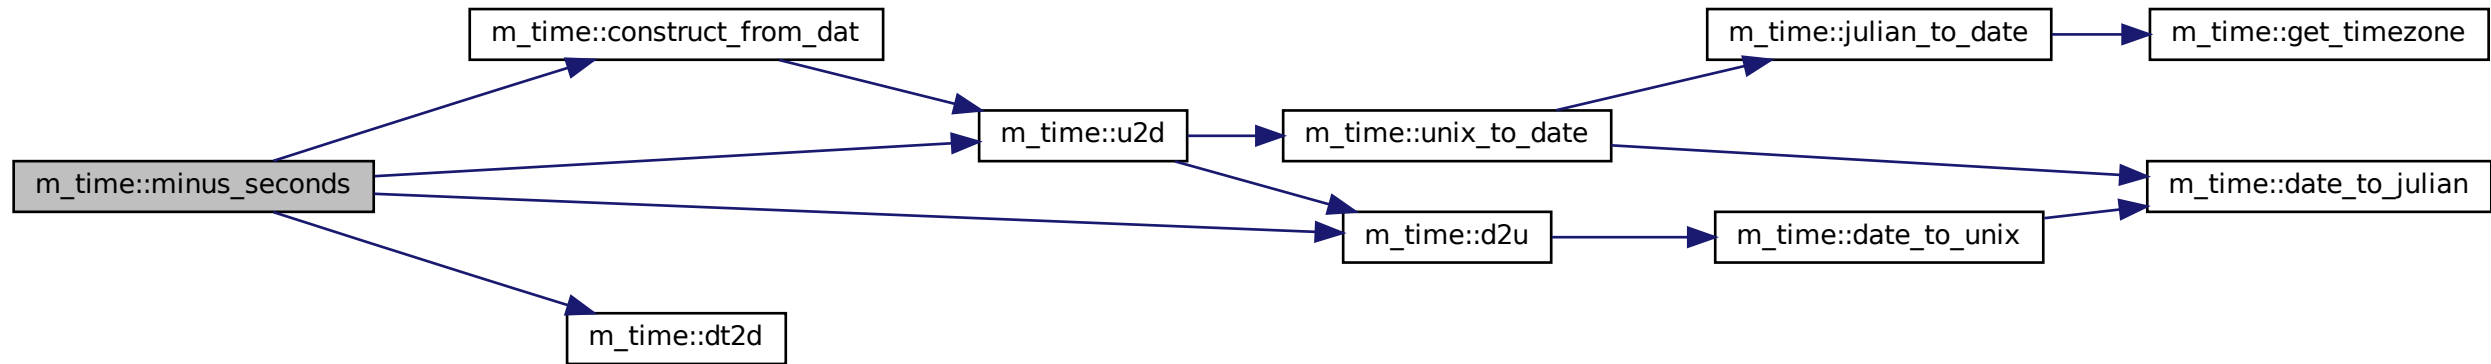 m_time::construct_from_dat
m_time::julian_to_date
m_time::get_timezone
m_time::u2d
m_time::unix_to_date
m_time::minus_seconds
m_time::date_to_julian
m_time::d2u
m_time::date_to_unix
m_time::dt2d